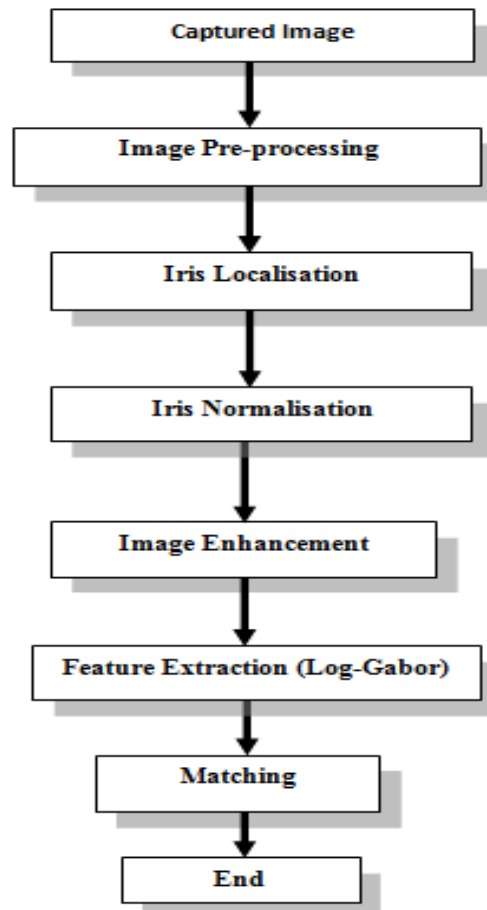 Captured Image
Image Pre-processing
Iris Localisation
Iris Normalisation
Image Enhancement
Feature Extraction (Log-Gabor)
Matching
End